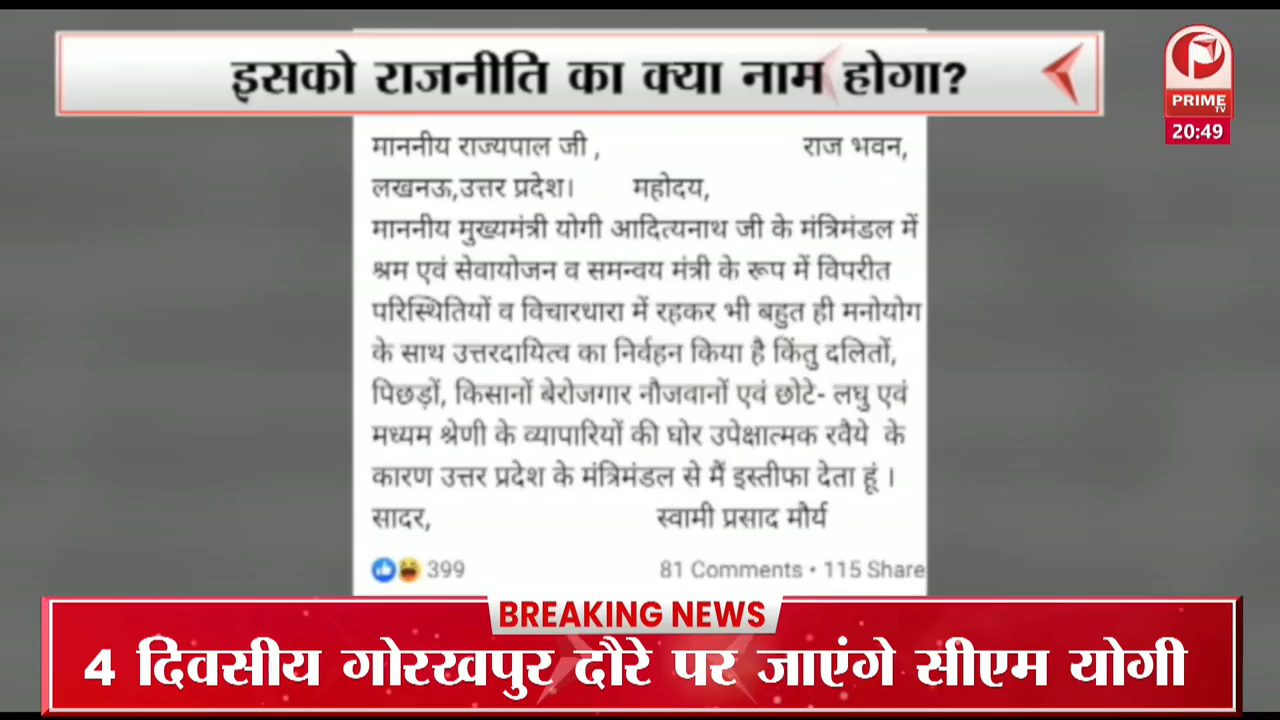 इसको राजनीति का क्या नाम होगा?
PRIME
TV
20:49
माननीय राज्यपाल जी , राज भवन,
लखनऊ,उत्तर प्रदेश। महोदय,
माननीय मुख्यमंत्री योगी आदित्यनाथ जी के मंत्रिमंडल में
श्रम एवं सेवायोजन व समन्वय मंत्री के रूप में विपरीत
परिस्थितियों व विचारधारा में रहकर भी बहुत ही मनोयोग
के साथ उत्तरदायित्व का निर्वहन किया है किंतु दलितों,
पिछड़ों, किसानों बेरोजगार नौजवानों एवं छोटे- लघु एवं
मध्यम श्रेणी के व्यापारियों की घोर उपेक्षात्मक रवैये के
कारण उत्तर प्रदेश के मंत्रिमंडल से मैं इस्तीफा देता हूं ।
सादर, स्वामी प्रसाद मौर्य
399 81 Comments • 115 Share
BREAKING NEWS
4 दिवसीय गोरखपुर दौरे पर जाएंगे सीएम योगी